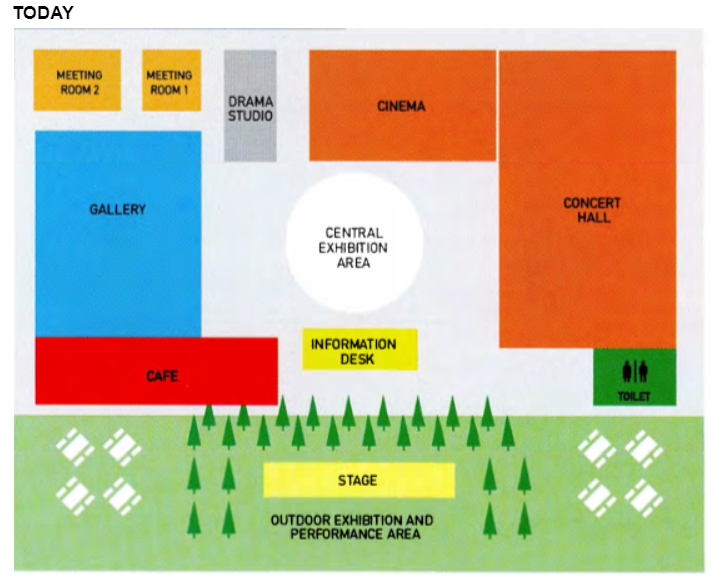 TODAY
MEETING
ROOM 2
MEETING
ROOM 1
DRAMA
STUDIO
CINEMA
GALLERY
CONCERT
HALL
CENTRAL
EXHIBITION
AREA
INFORMATION
DESK
CAFE
TOILET
STAGE
OUTDOOR EXHIBITION AND
PERFORMANCE AREA